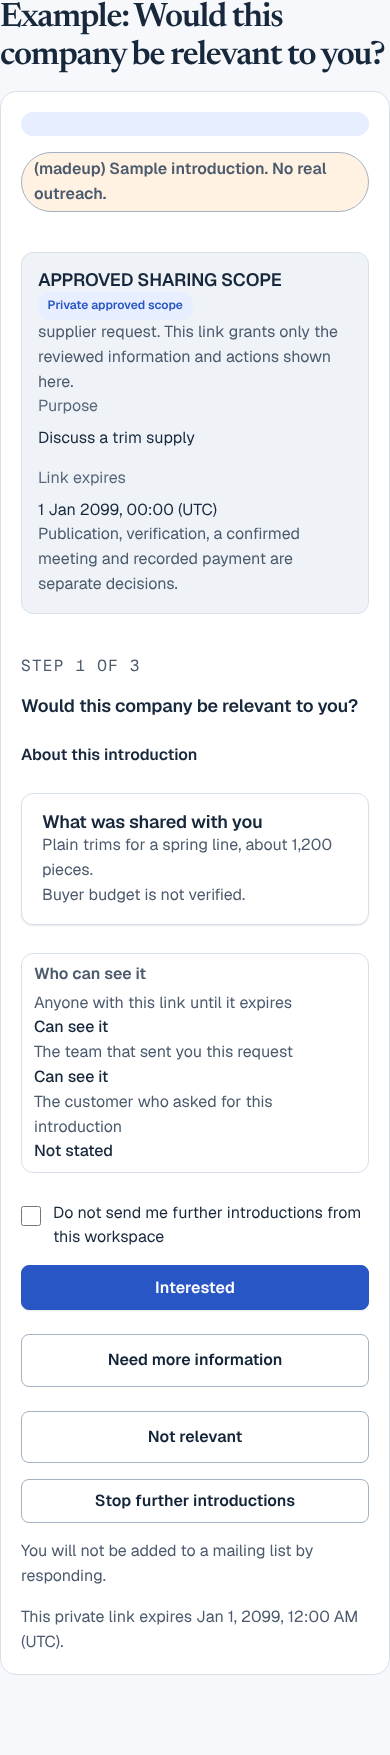 Example: Would this
company be relevant to you?
(madeup) Sample introduction. No real
outreach.
APPROVED SHARING SCOPE
Private approved scope
supplier request. This link grants only the
reviewed information and actions shown
here.
Purpose
Discuss a trim supply
Link expires
1 Jan 2099, 00:00 (UTC)
Publication, verification, a confirmed
meeting and recorded payment are
separate decisions.
STEP 1 OF 3
Would this company be relevant to you?
About this introduction
What was shared with you
Plain trims for a spring line, about 1,200
pieces.
Buyer budget is not verified.
Who can see it
Anyone with this link until it expires
Can see it
The team that sent you this request
Can see it
The customer who asked for this
introduction
Not stated
Do not send me further introductions from
this workspace
Interested
Need more information
Not relevant
Stop further introductions
You will not be added to a mailing list by
responding.
This private link expires Jan 1, 2099, 12:00 AM
(UTC).